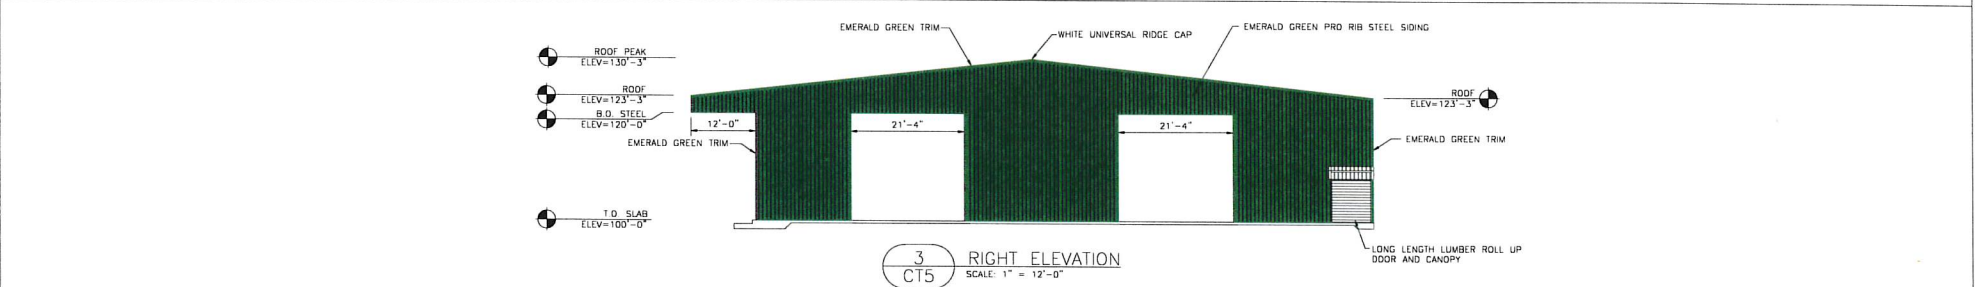 EMERALD GREEN TRIM
WHITE UNIVERSAL RIDGE CAP
EMERALD GREEN PRO RIB STEEL SIDING
ROOF PEAK
ELEV=130'-3"
ROOF
ELEV=123'-3"
B.O. STEEL
ELEV=120'-0"
ROOF
ELEV=123'-3"
12'-0"
21'-4"
21'-4"
EMERALD GREEN TRIM
EMERALD GREEN TRIM
T.O. SLAB
ELEV=100'-0"
LONG LENGTH LUMBER ROLL UP
DOOR AND CANOPY
3
CT5
RIGHT ELEVATION
SCALE: 1" = 12'-0"